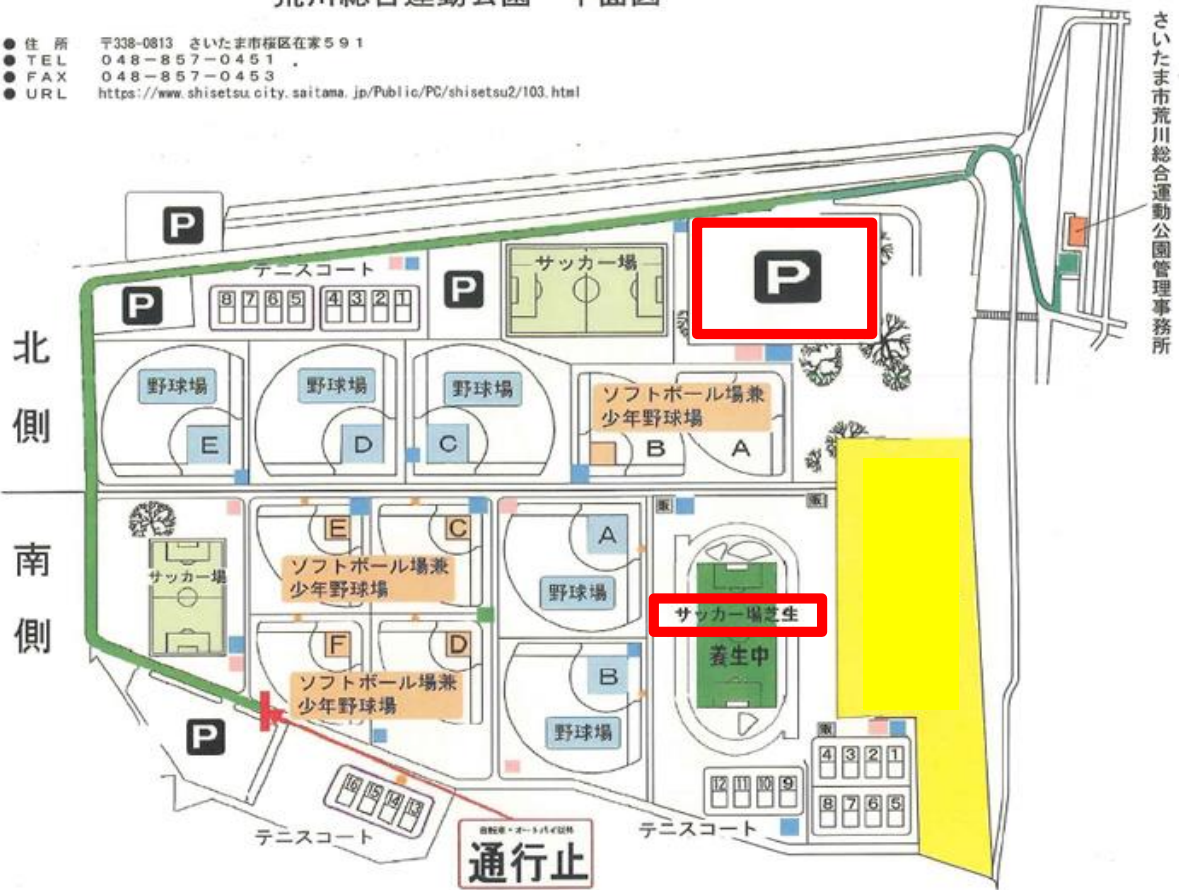 荒川総合運動公園 平面図
● 住 所 〒338-0813 さいたま市桜区在家591
● TEL 048-857-0451
● FAX 048-857-0453
● URL https://www.shisetsu.city.saitama.jp/Public/PC/shisetsu2/103.html
さいたま市荒川総合運動公園管理事務所
P
テニスコート
P
8 7 6 5
4 3 2 1
P
サッカー場
P
北側
野球場
E
野球場
D
野球場
C
ソフトボール場兼
少年野球場
B
A
南側
サッカー場
E
C
ソフトボール場兼
少年野球場
F
D
ソフトボール場兼
少年野球場
A
野球場
B
野球場
販
販
サッカー場芝生
養生中
P
16 15 14 13
テニスコート
自転車・オートバイ以外
通行止
12 11 10 9
テニスコート
販
4 3 2 1
8 7 6 5